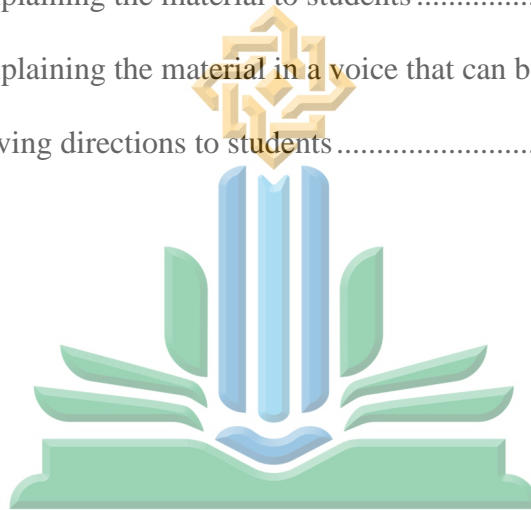 plaining the material to students..................
plaining the material in a voice that can b
ving directions to students........................